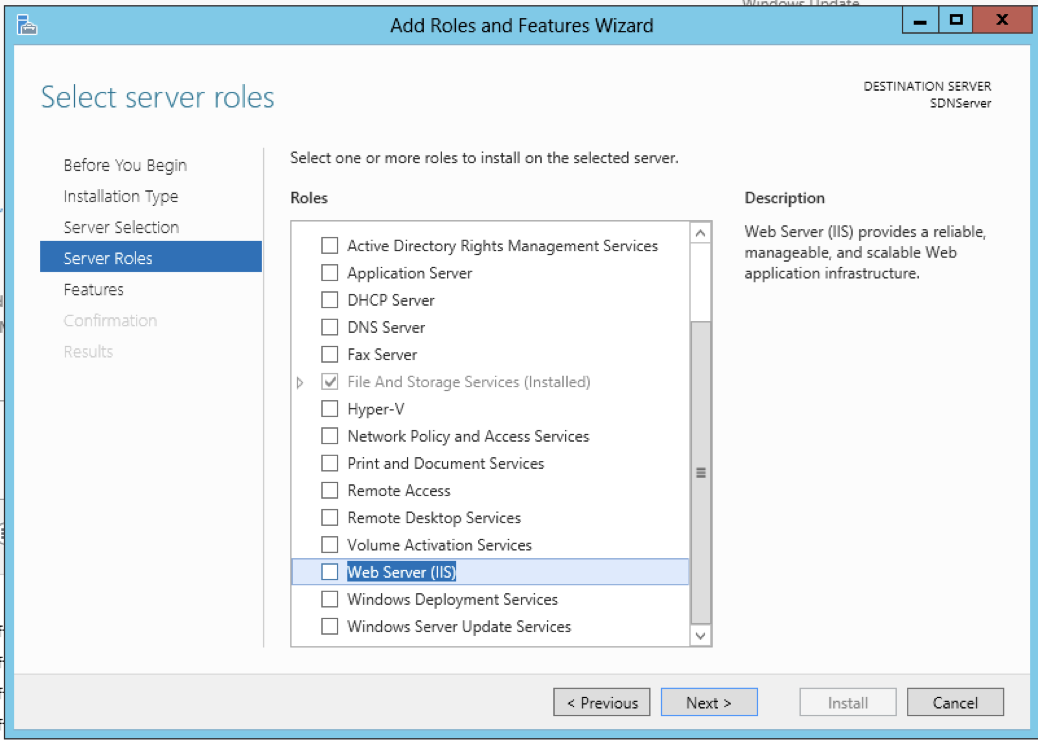 Windows Update
Add Roles and Features Wizard
Select server roles
DESTINATION SERVER
SDNServer
Before You Begin
Installation Type
Server Selection
Server Roles
Features
Confirmation
Results
Select one or more roles to install on the selected server.
Roles
Active Directory Rights Management Services
Application Server
DHCP Server
DNS Server
Fax Server
File And Storage Services (Installed)
Hyper-V
Network Policy and Access Services
Print and Document Services
Remote Access
Remote Desktop Services
Volume Activation Services
Web Server (IIS)
Windows Deployment Services
Windows Server Update Services
Description
Web Server (IIS) provides a reliable,
manageable, and scalable Web
application infrastructure.
< Previous
Next >
Install
Cancel